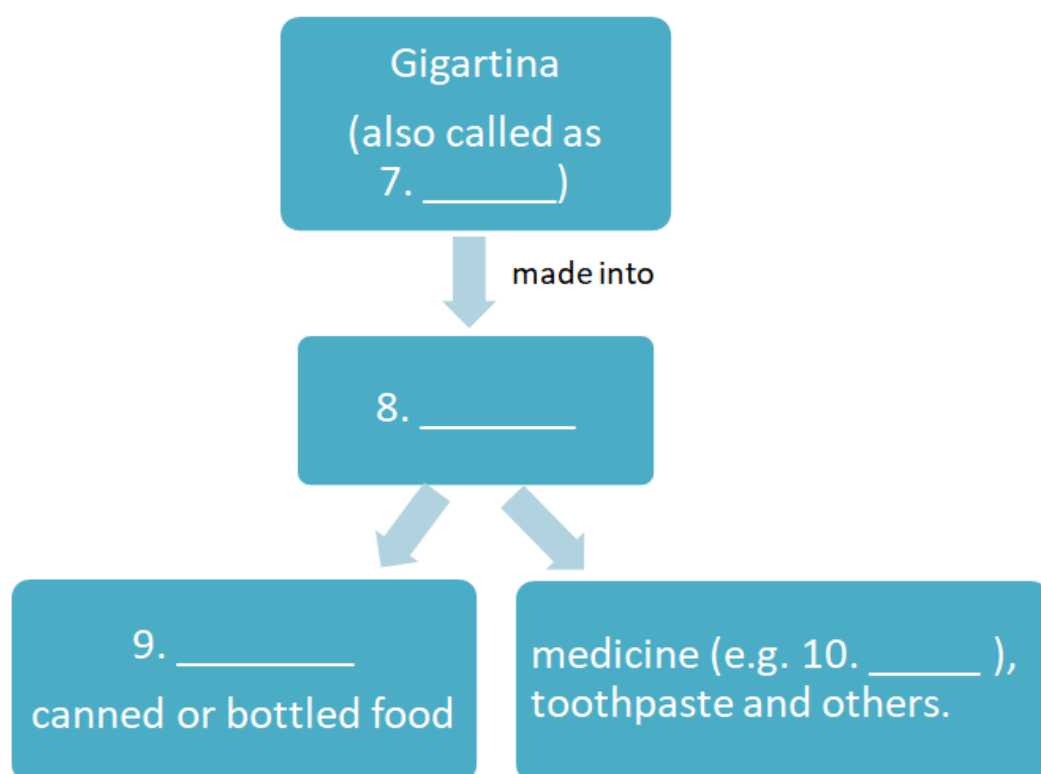 Gigartina
(also called as
7. ______)
made into
8. _______
9. ________
canned or bottled food
medicine (e.g. 10. _____ ),
toothpaste and others.